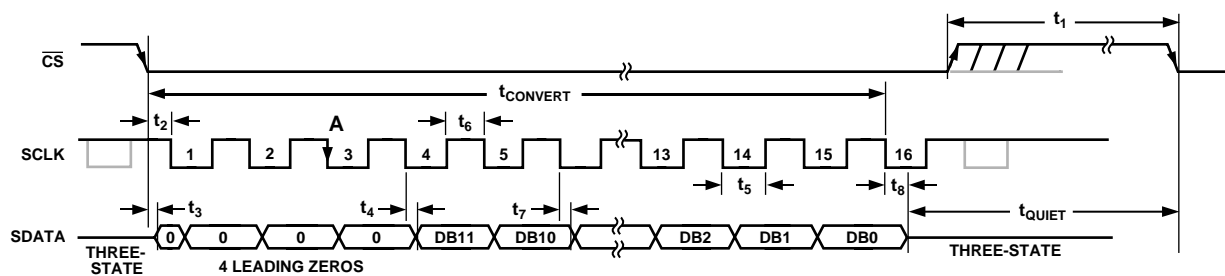 t1
CS
tCONVERT
t2
A
t6
SCLK
1 2 3 4 5 13 14 15 16
t5
t8
t3
t4
t7
tQUIET
SDATA
0 0 0 0 DB11 DB10 DB2 DB1 DB0
THREE-
STATE
4 LEADING ZEROS
THREE-STATE